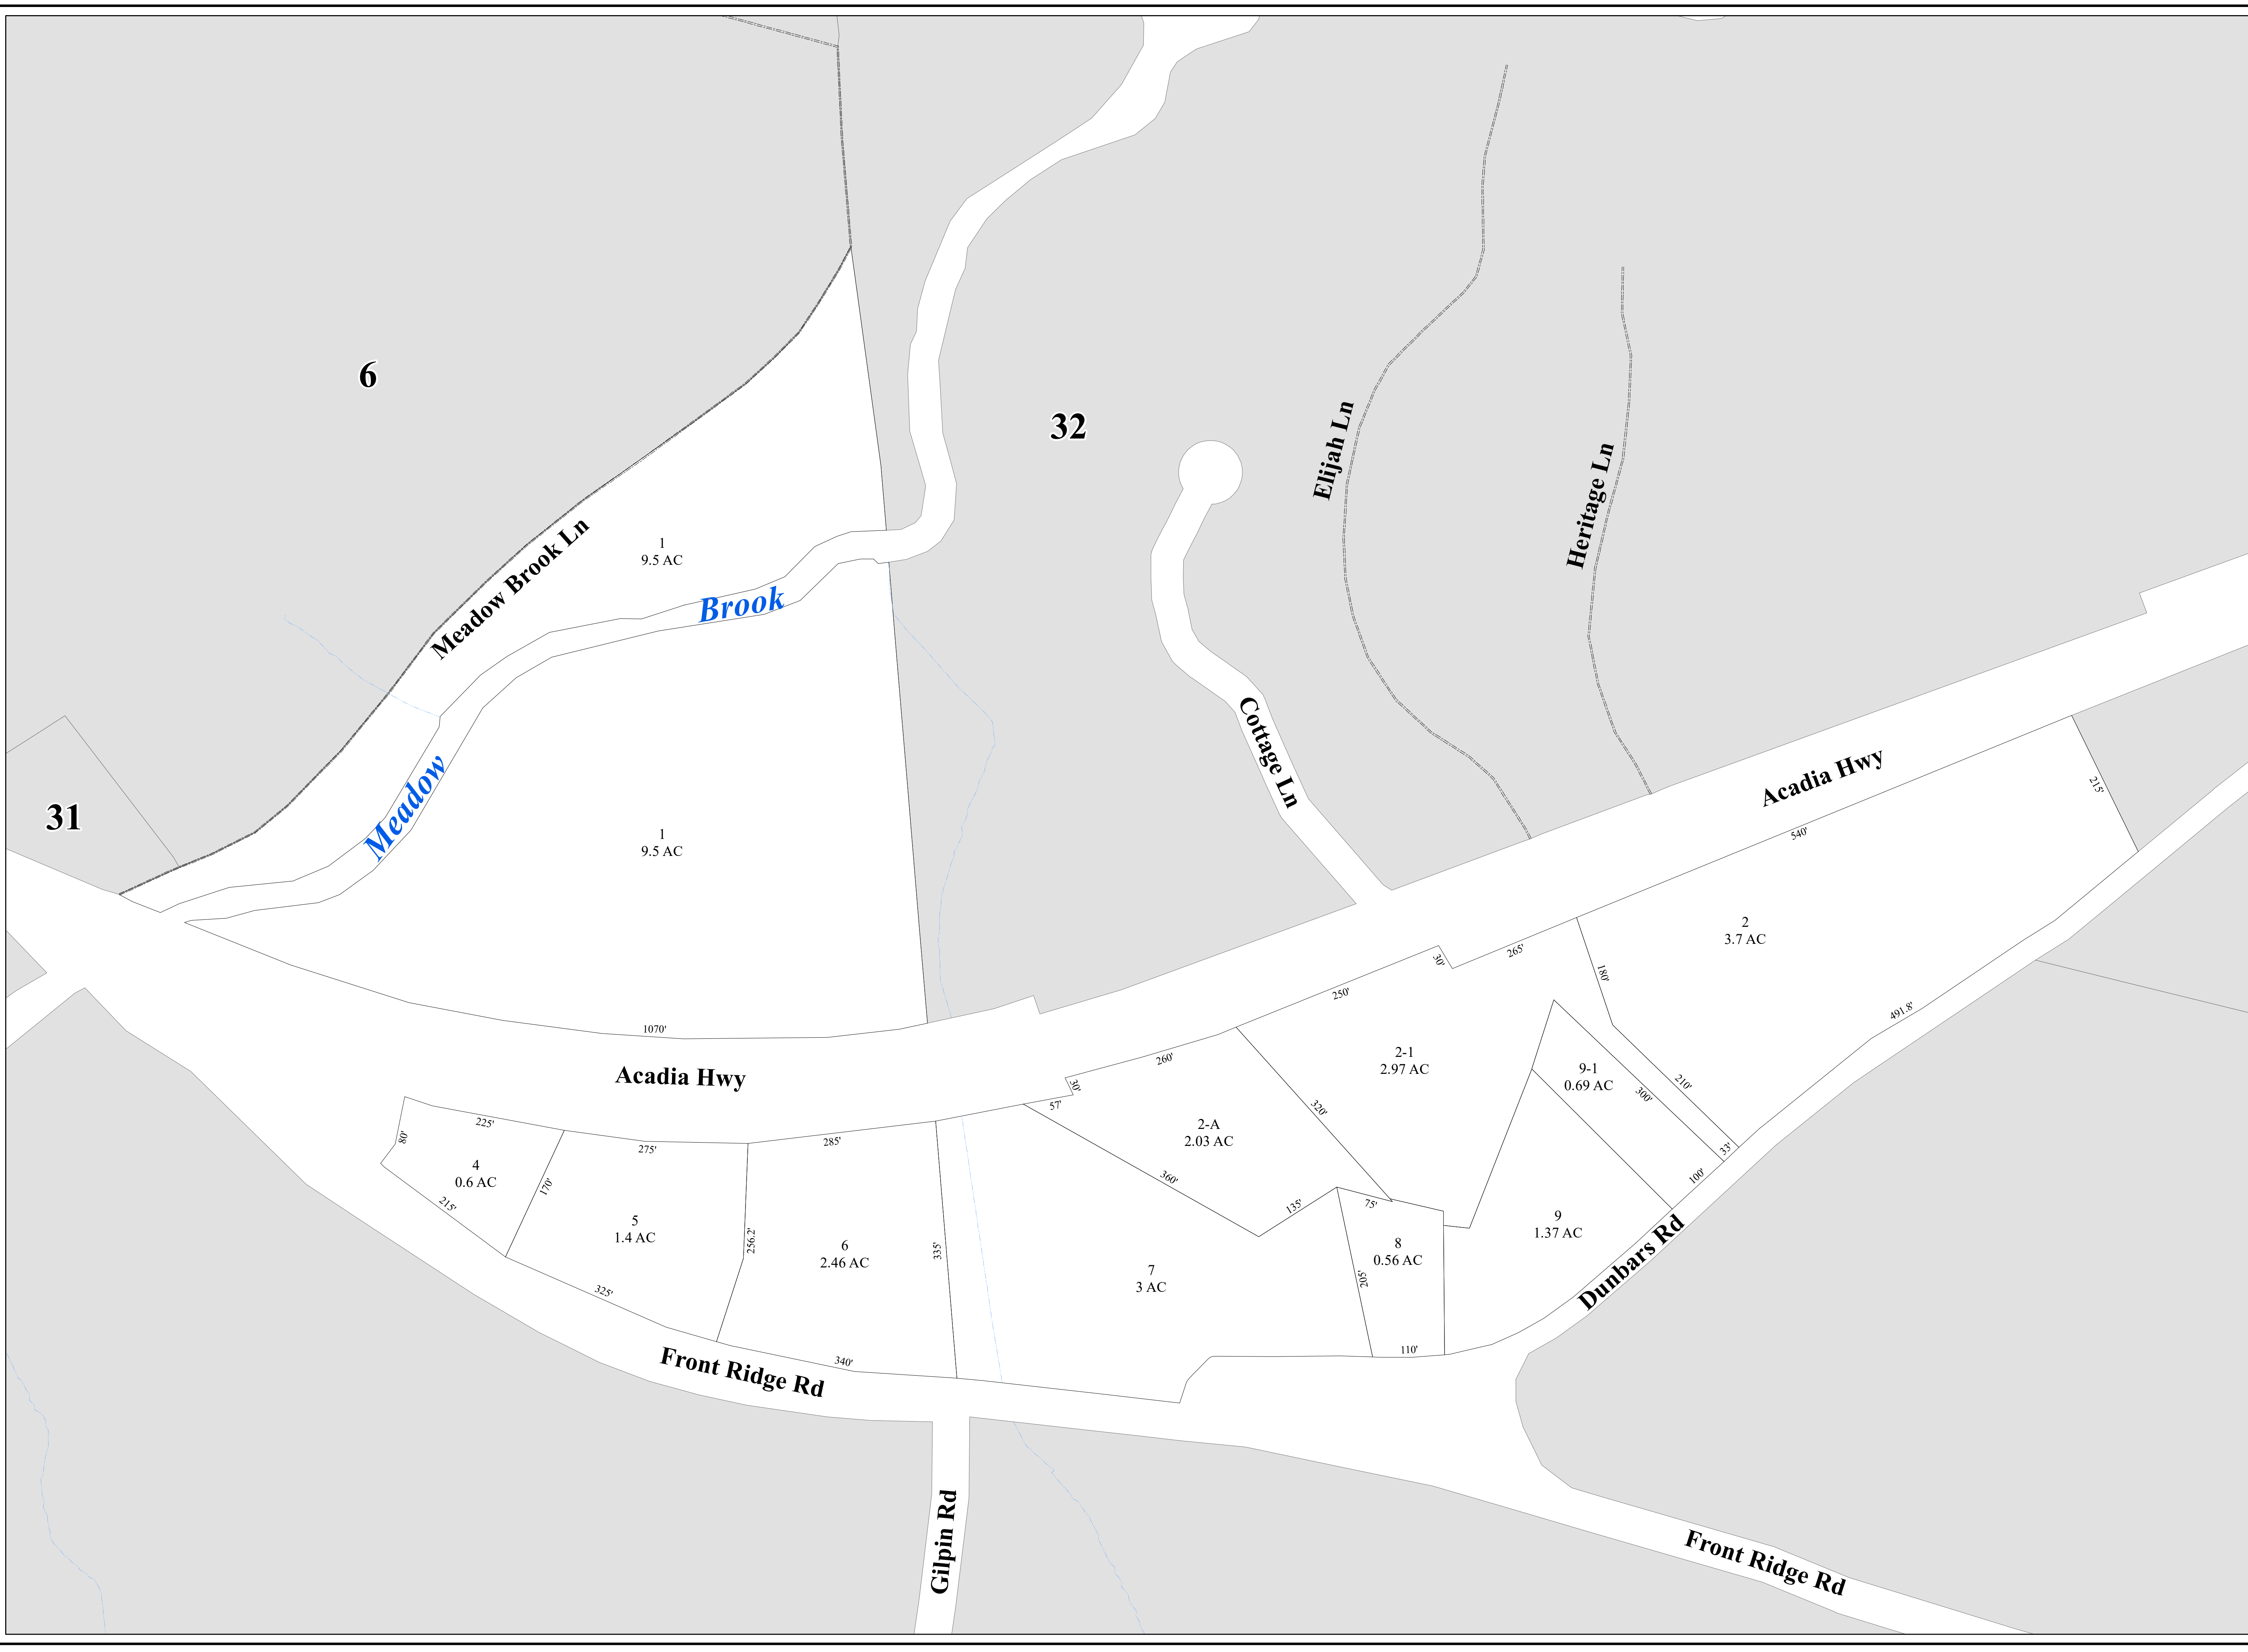 6
32
Elijah Ln
Heritage Ln
Meadow Brook Ln
1
9.5 AC
Brook
Meadow
31
1
9.5 AC
Cottage Ln
Acadia Hwy
215'
540'
2
3.7 AC
265'
30'
180'
250'
491.8'
1070'
Acadia Hwy
260'
30'
57'
2-1
2.97 AC
9-1
0.69 AC
300'
210'
320'
2-A
2.03 AC
33'
225'
80'
275'
285'
4
0.6 AC
170'
215'
360'
135'
75'
100'
5
1.4 AC
256.2'
6
2.46 AC
335'
7
3 AC
8
0.56 AC
205'
9
1.37 AC
Dunbars Rd
325'
340'
110'
Front Ridge Rd
Gilpin Rd
Front Ridge Rd